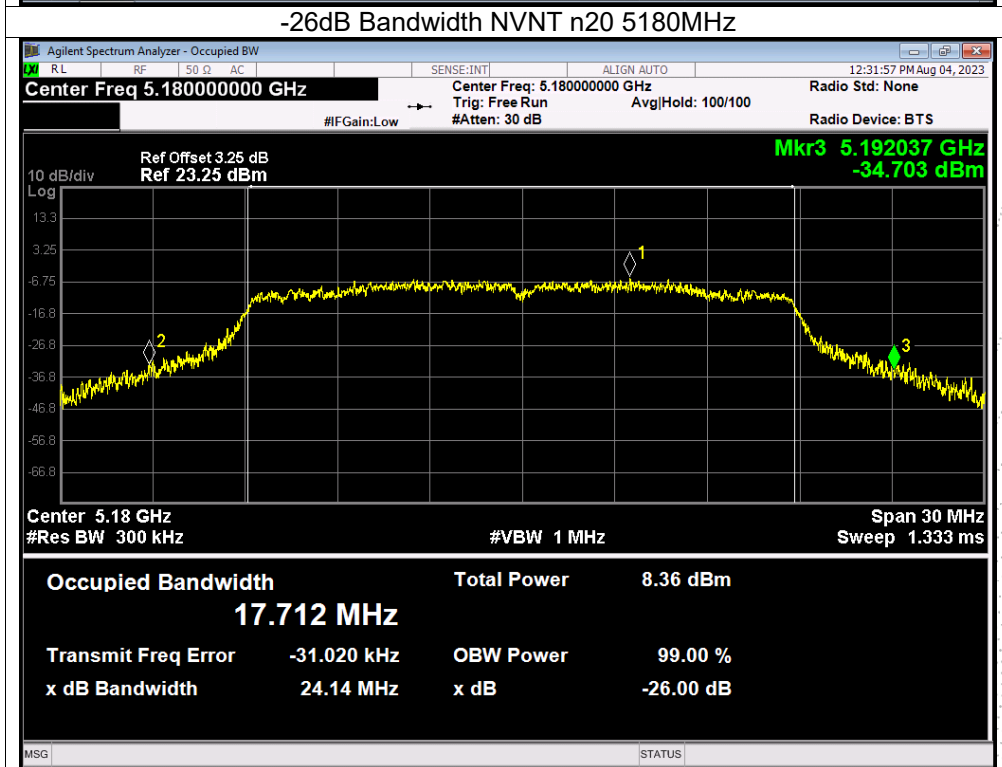 -26dB Bandwidth NVNT n20 5180MHz
Agilent Spectrum Analyzer - Occupied BW
LXI RL RF 50 Ω AC SENSE:INT ALIGN AUTO 12:31:57 PM Aug 04, 2023
Center Freq 5.180000000 GHz Center Freq: 5.180000000 GHz Radio Std: None
Trig: Free Run Avg|Hold: 100/100
#IFGain:Low #Atten: 30 dB Radio Device: BTS
Mkr3 5.192037 GHz
-34.703 dBm
Ref Offset 3.25 dB
10 dB/div Ref 23.25 dBm
Log
13.3
3.25
-6.75
-16.8
-26.8
-36.8
-46.8
-56.8
-66.8
1
2
3
Center 5.18 GHz Span 30 MHz
#Res BW 300 kHz #VBW 1 MHz Sweep 1.333 ms
Occupied Bandwidth Total Power 8.36 dBm
17.712 MHz
Transmit Freq Error -31.020 kHz OBW Power 99.00 %
x dB Bandwidth 24.14 MHz x dB -26.00 dB
MSG STATUS